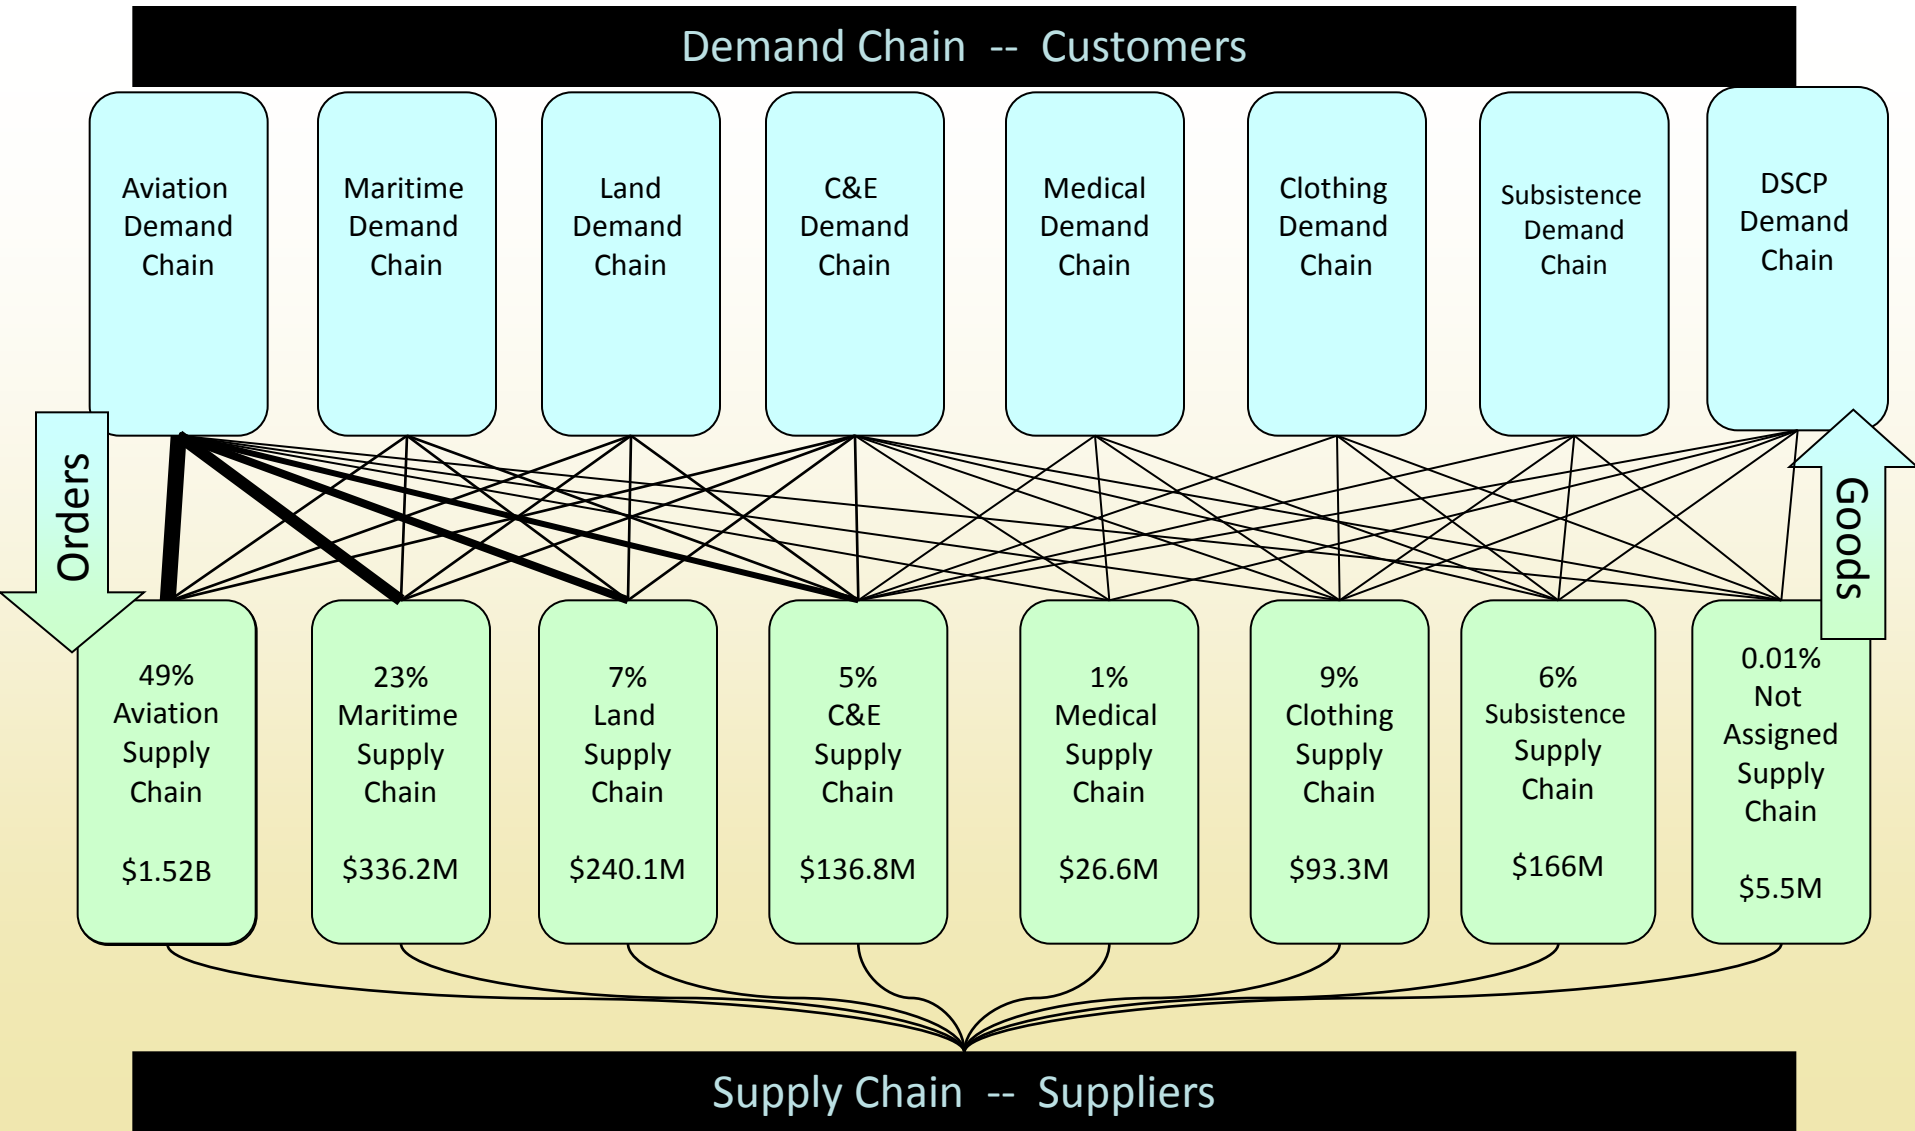 Demand Chain -- Customers
Aviation
Demand
Chain
Maritime
Demand
Chain
Land
Demand
Chain
C&E
Demand
Chain
Medical
Demand
Chain
Clothing
Demand
Chain
Subsistence
Demand
Chain
DSCP
Demand
Chain
Orders
Goods
49%
Aviation
Supply
Chain
$1.52B
23%
Maritime
Supply
Chain
$336.2M
7%
Land
Supply
Chain
$240.1M
5%
C&E
Supply
Chain
$136.8M
1%
Medical
Supply
Chain
$26.6M
9%
Clothing
Supply
Chain
$93.3M
6%
Subsistence
Supply
Chain
$166M
0.01%
Not
Assigned
Supply
Chain
$5.5M
Supply Chain -- Suppliers